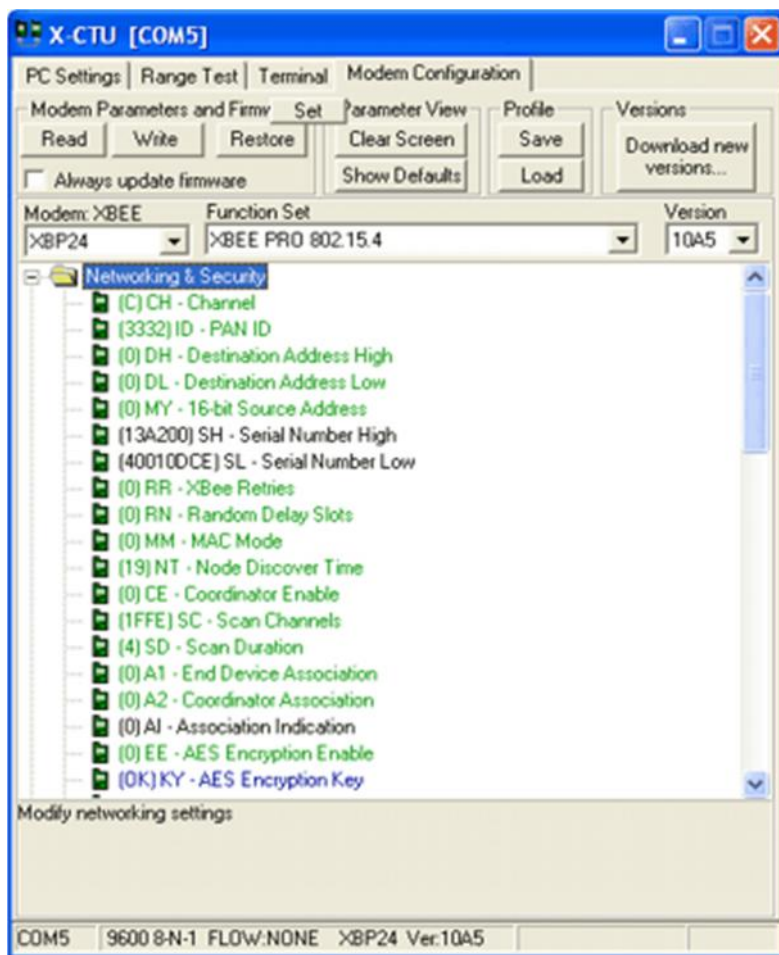 X-CTU [COM5]
PC Settings Range Test Terminal Modem Configuration
Modem Parameters and Firmw Set Parameter View Profile Versions
Read Write Restore Clear Screen Save Download new versions...
Always update firmware Show Defaults Load
Modem: XBEE Function Set Version
XBP24 XBEE PRO 802.15.4 10A5
Networking & Security
(C) CH - Channel
(3332) ID - PAN ID
(0) DH - Destination Address High
(0) DL - Destination Address Low
(0) MY - 16-bit Source Address
(13A200) SH - Serial Number High
(40010DCE) SL - Serial Number Low
(0) RR - XBee Retries
(0) RN - Random Delay Slots
(0) MM - MAC Mode
(19) NT - Node Discover Time
(0) CE - Coordinator Enable
(1FFE) SC - Scan Channels
(4) SD - Scan Duration
(0) A1 - End Device Association
(0) A2 - Coordinator Association
(0) AI - Association Indication
(0) EE - AES Encryption Enable
(OK) KY - AES Encryption Key
Modify networking settings
COM5 9600 8-N-1 FLOW:NONE XBP24 Ver:10A5